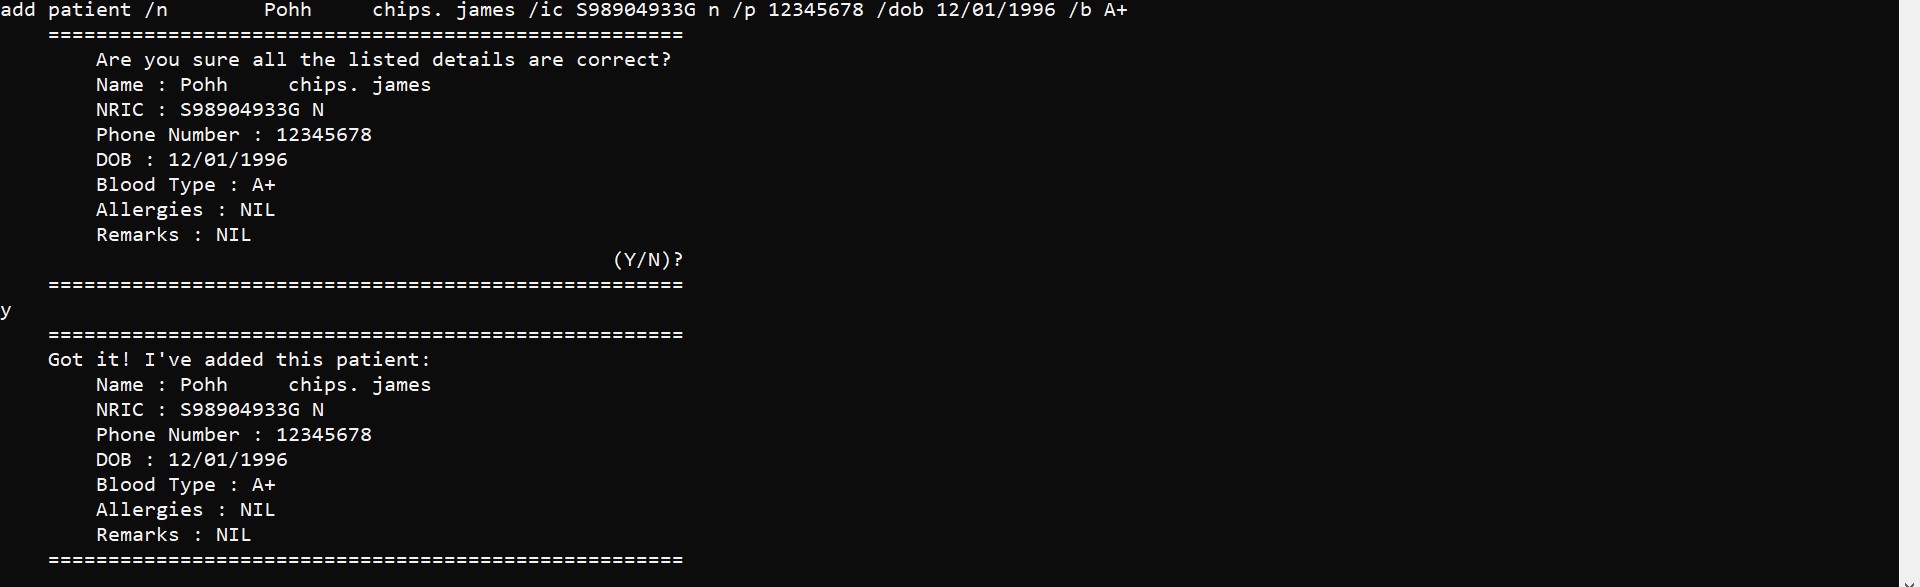 add patient /n        Pohh     chips. james /ic S98904933G n /p 12345678 /dob 12/01/1996 /b A+
    =====================================================
        Are you sure all the listed details are correct?
        Name : Pohh     chips. james
        NRIC : S98904933G N
        Phone Number : 12345678
        DOB : 12/01/1996
        Blood Type : A+
        Allergies : NIL
        Remarks : NIL
                                                   (Y/N)?
    =====================================================
y
    =====================================================
    Got it! I've added this patient:
        Name : Pohh     chips. james
        NRIC : S98904933G N
        Phone Number : 12345678
        DOB : 12/01/1996
        Blood Type : A+
        Allergies : NIL
        Remarks : NIL
    =====================================================